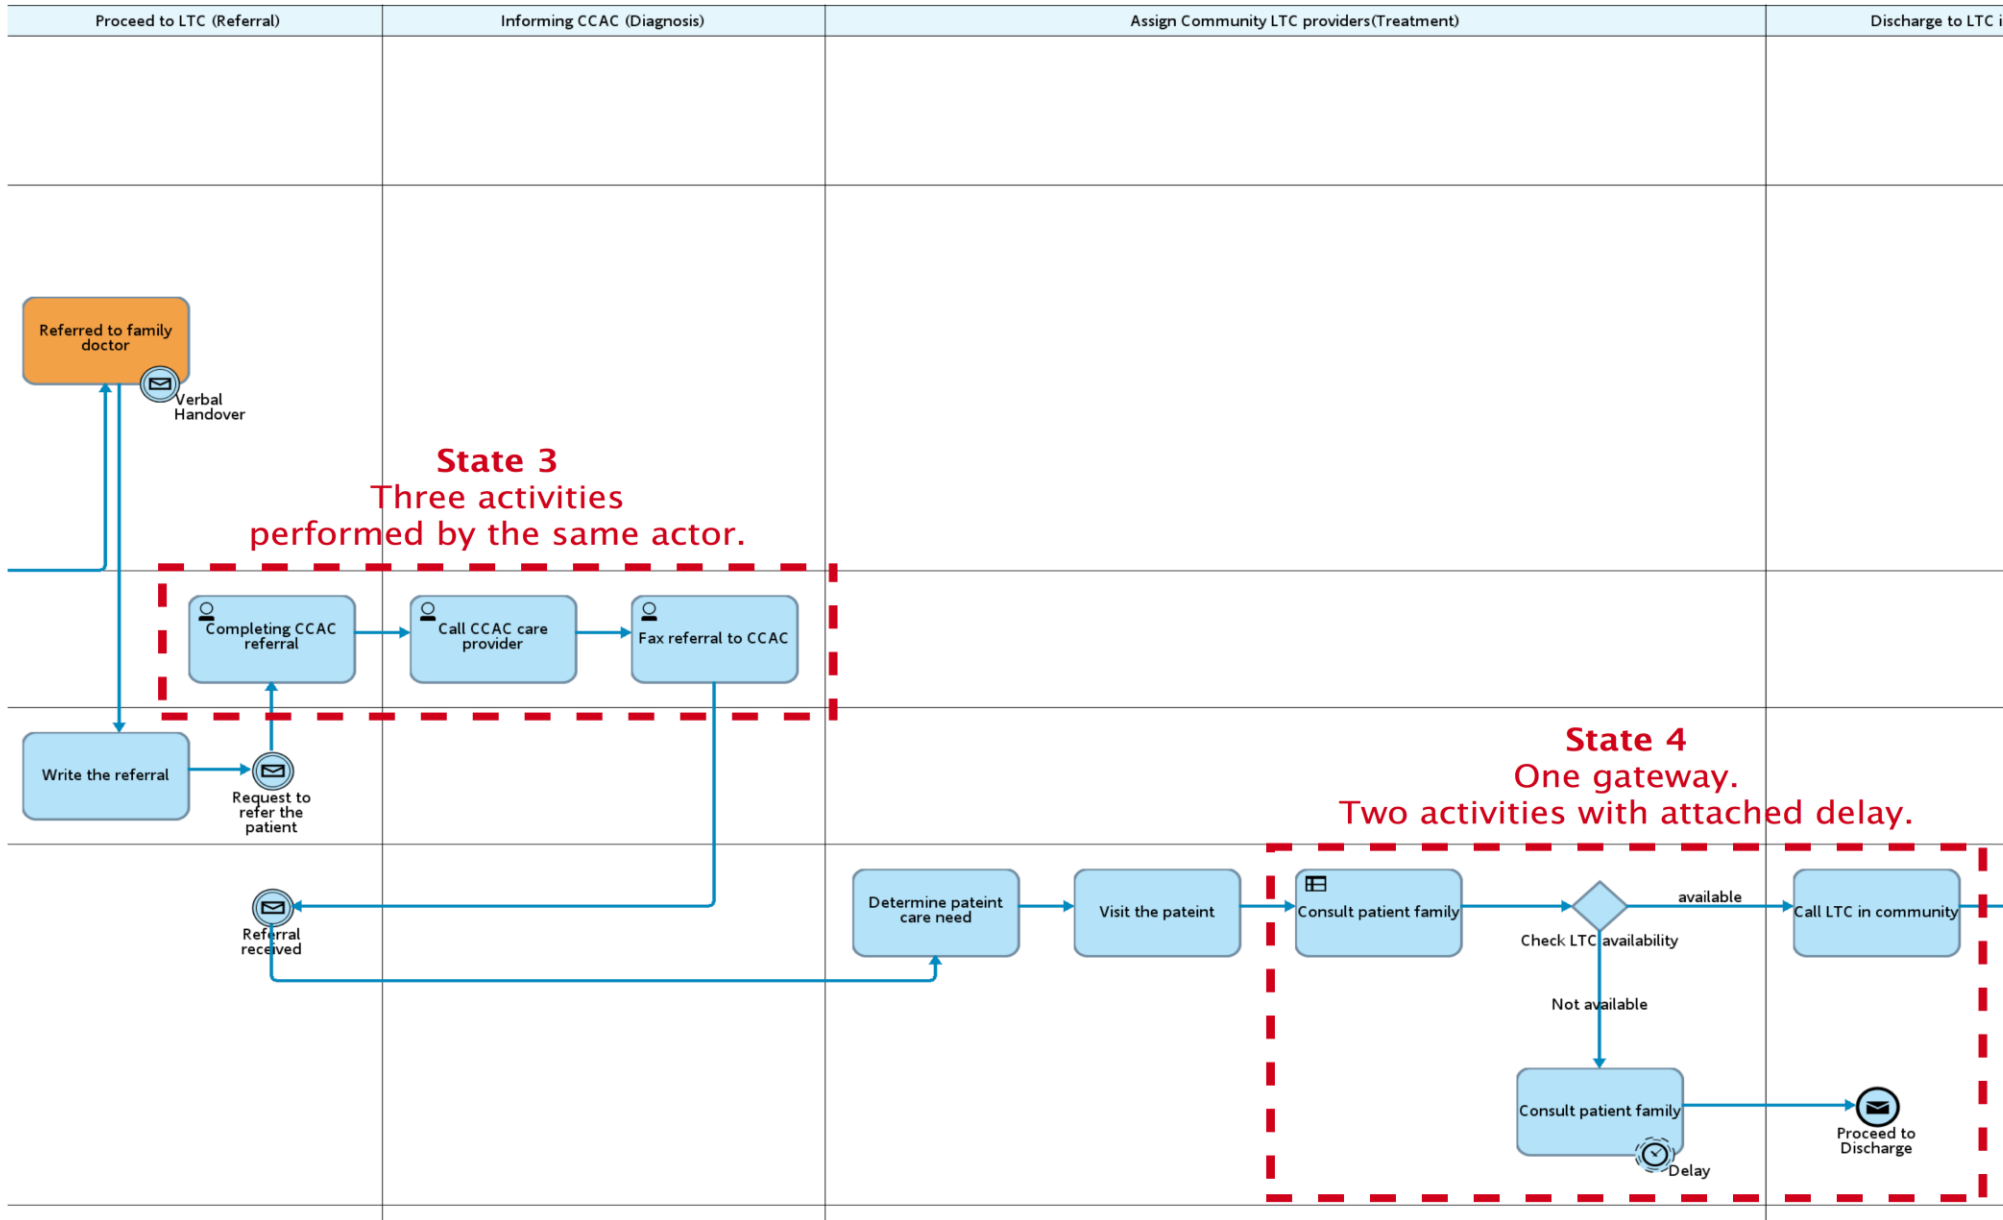 Proceed to LTC (Referral)
Informing CCAC (Diagnosis)
Assign Community LTC providers(Treatment)
Discharge to LTC i
Referred to family
doctor
Verbal
Handover
State 3
Three activities
performed by the same actor.
Completing CCAC
referral
Call CCAC care
provider
Fax referral to CCAC
Write the referral
Request to
refer the
patient
State 4
One gateway.
Two activities with attached delay.
Referral
received
Determine pateint
care need
Visit the pateint
Consult patient family
Check LTC availability
available
Call LTC in community
Not available
Consult patient family
Delay
Proceed to
Discharge